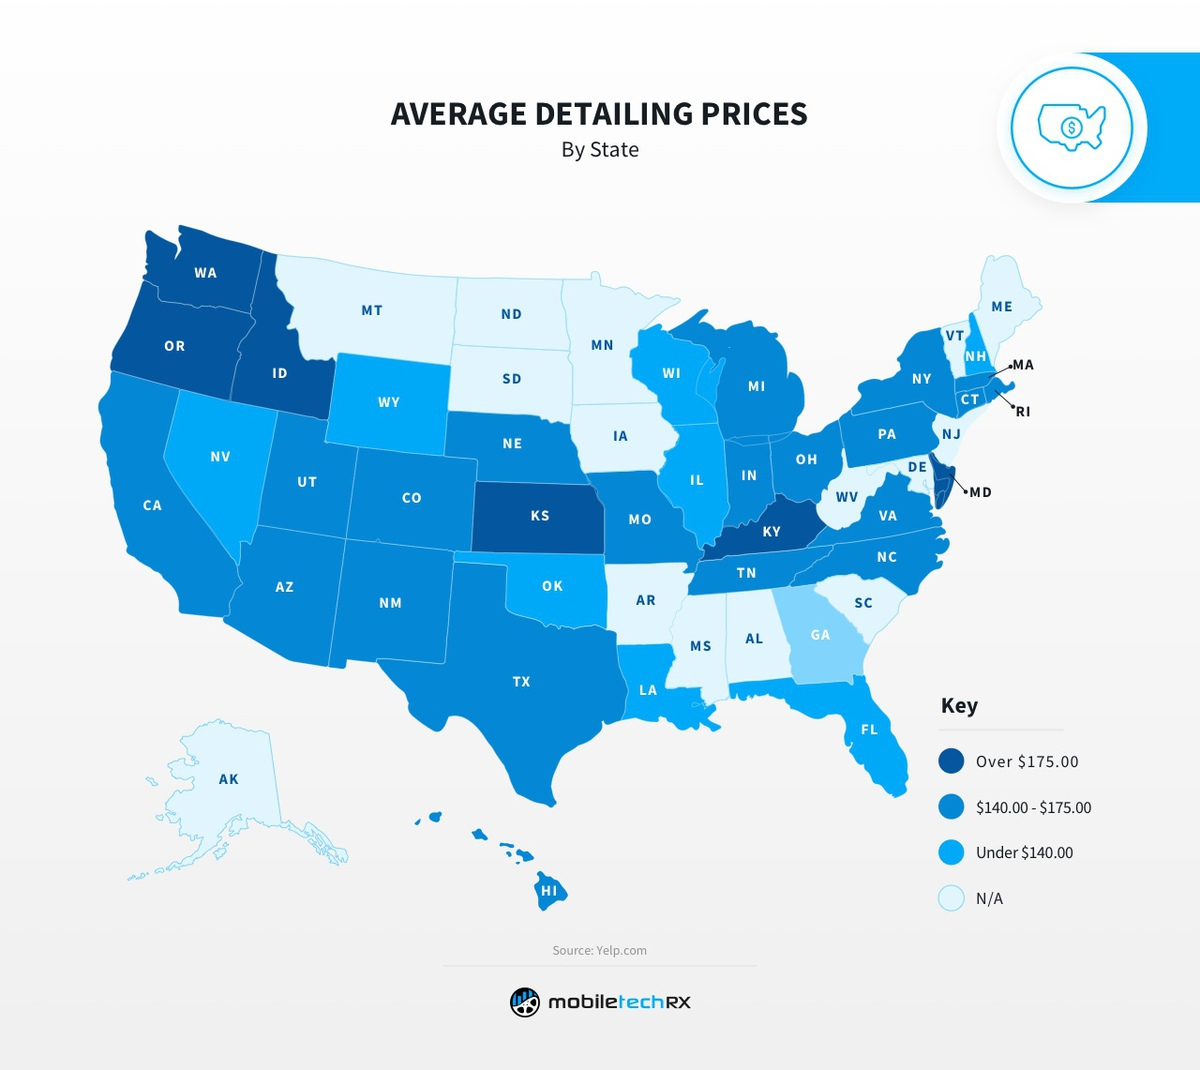 AVERAGE DETAILING PRICES
By State
$
WA
MT
ND
ME
OR
MN
VT
NH
ID
SD
WI
MI
NY
MA
WY
CT
RI
NV
NE
IA
PA
NJ
UT
CO
IL
IN
OH
DE
MD
CA
KS
MO
WV
VA
KY
AZ
NM
OK
TN
NC
AR
SC
MS
AL
GA
TX
LA
FL
AK
HI
Key
Over $175.00
$140.00 - $175.00
Under $140.00
N/A
Source: Yelp.com
mobiletechRX